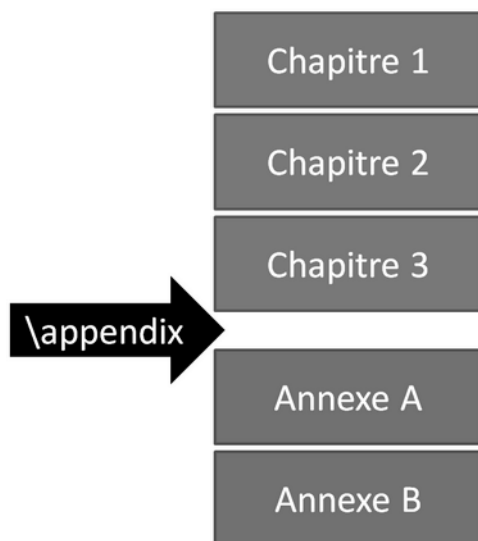 Chapitre 1
Chapitre 2
Chapitre 3
\appendix
Annexe A
Annexe B